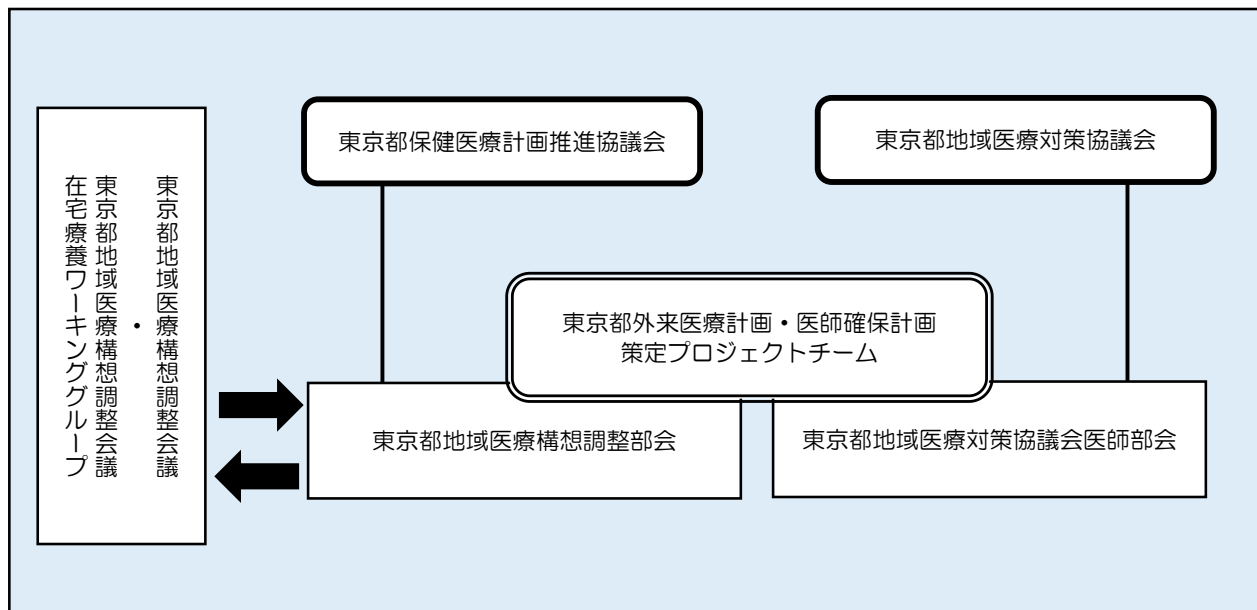 東京都地域医療構想調整会議
・
東京都地域医療構想調整会議
在宅療養ワーキンググループ
東京都保健医療計画推進協議会
東京都地域医療対策協議会
東京都外来医療計画・医師確保計画
策定プロジェクトチーム
東京都地域医療構想調整部会
東京都地域医療対策協議会医師部会